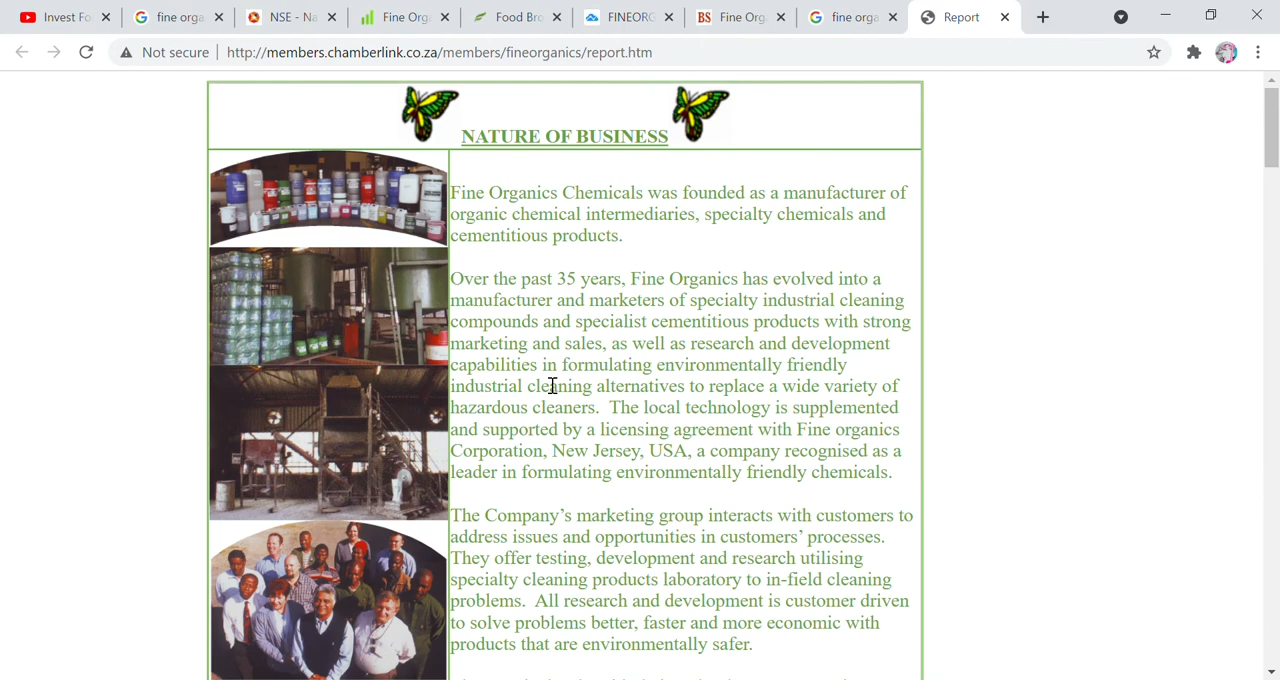 Invest Fo
fine orga
NSE - Na
Fine Org
Food Bro
FINEORG
BS Fine Org
fine orga
Report
Not secure
http://members.chamberlink.co.za/members/fineorganics/report.htm
NATURE OF BUSINESS
Fine Organics Chemicals was founded as a manufacturer of
organic chemical intermediaries, specialty chemicals and
cementitious products.
Over the past 35 years, Fine Organics has evolved into a
manufacturer and marketers of specialty industrial cleaning
compounds and specialist cementitious products with strong
marketing and sales, as well as research and development
capabilities in formulating environmentally friendly
industrial cleaning alternatives to replace a wide variety of
hazardous cleaners.  The local technology is supplemented
and supported by a licensing agreement with Fine organics
Corporation, New Jersey, USA, a company recognised as a
leader in formulating environmentally friendly chemicals.
The Company’s marketing group interacts with customers to
address issues and opportunities in customers’ processes.
They offer testing, development and research utilising
specialty cleaning products laboratory to in-field cleaning
problems.  All research and development is customer driven
to solve problems better, faster and more economic with
products that are environmentally safer.